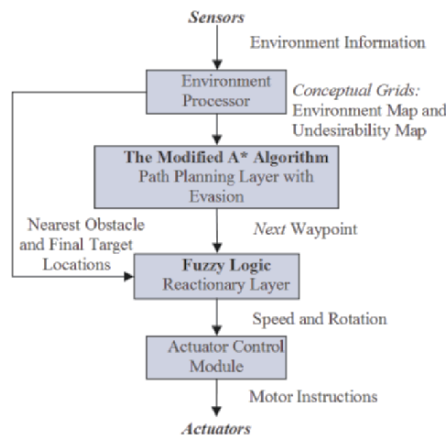 Sensors
Environment Information
Environment
Processor
Conceptual Grids:
Environment Map and
Undesirability Map
The Modified A* Algorithm
Path Planning Layer with
Evasion
Nearest Obstacle
and Final Target
Locations
Next Waypoint
Fuzzy Logic
Reactionary Layer
Speed and Rotation
Actuator Control
Module
Motor Instructions
Actuators